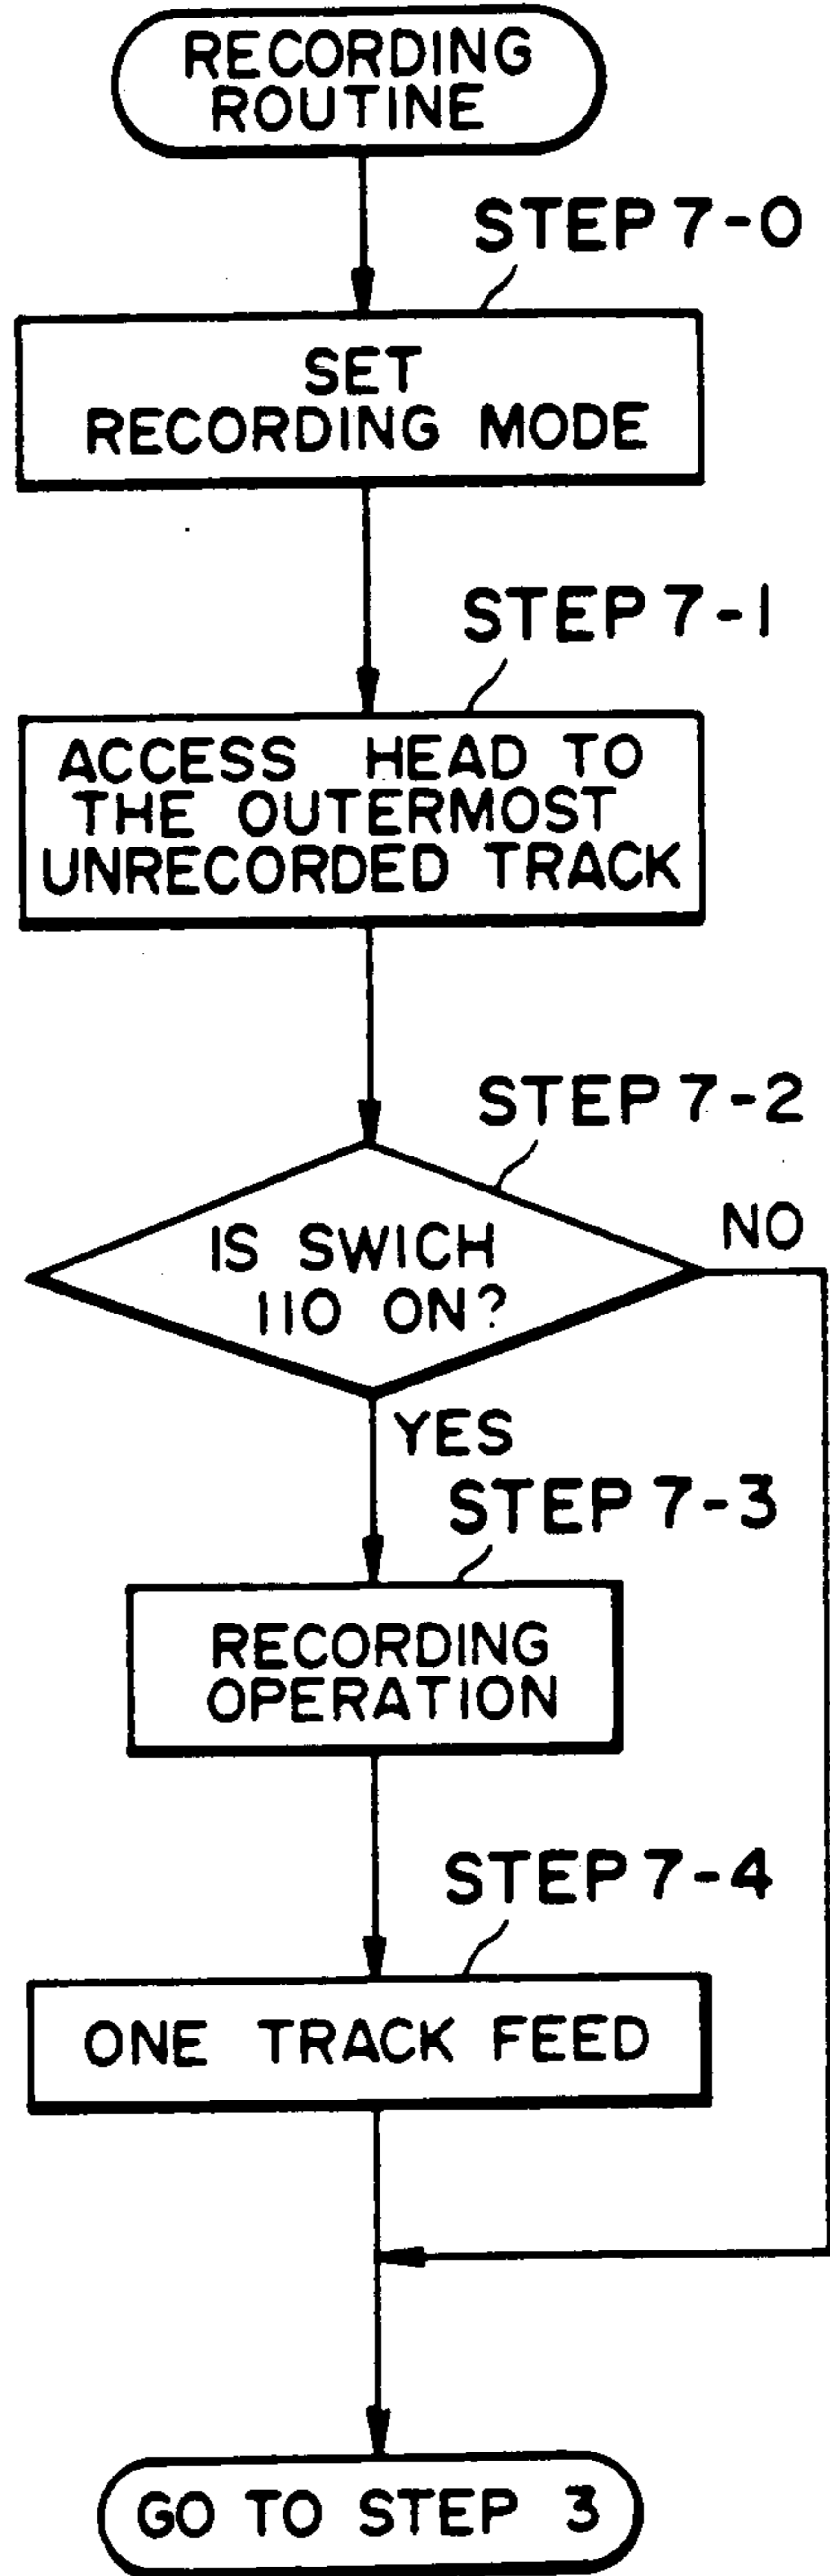 RECORDING
ROUTINE
STEP 7-0
SET
RECORDING MODE
STEP 7-1
ACCESS HEAD TO
THE OUTERMOST
UNRECORDED TRACK
STEP 7-2
IS SWICH
110 ON?
NO
YES
STEP 7-3
RECORDING
OPERATION
STEP 7-4
ONE TRACK FEED
GO TO STEP 3